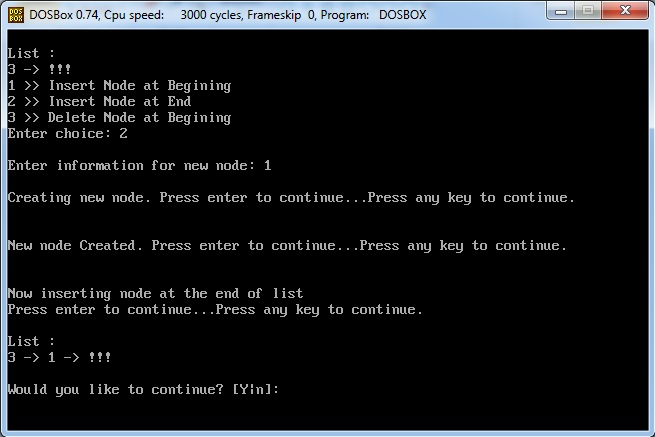 DOSBox 0.74, Cpu speed:    3000 cycles, Frameskip  0, Program:   DOSBOX
List :
3 -> !!!
1 >> Insert Node at Begining
2 >> Insert Node at End
3 >> Delete Node at Begining
Enter choice: 2
Enter information for new node: 1
Creating new node. Press enter to continue...Press any key to continue.
New node Created. Press enter to continue...Press any key to continue.
Now inserting node at the end of list
Press enter to continue...Press any key to continue.
List :
3 -> 1 -> !!!
Would you like to continue? [Y|n]: